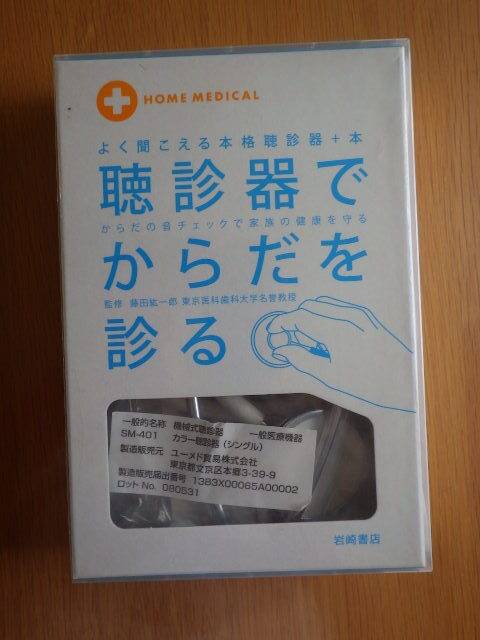 HOME MEDICAL
よく聞こえる本格聴診器+本
聴診器で
からだの音チェックで家族の健康を守る
からだを
監修 藤田紘一郎 東京医科歯科大学名誉教授
診る
一般的名称 機械式聴診器 一般医療機器
SM-401 カラー聴診器(シングル)
製造販売元 ユーメド貿易株式会社
東京都文京区本郷3-39-9
製造販売届出番号 13B3X00065A00002
ロットNo. 080531
岩崎書店